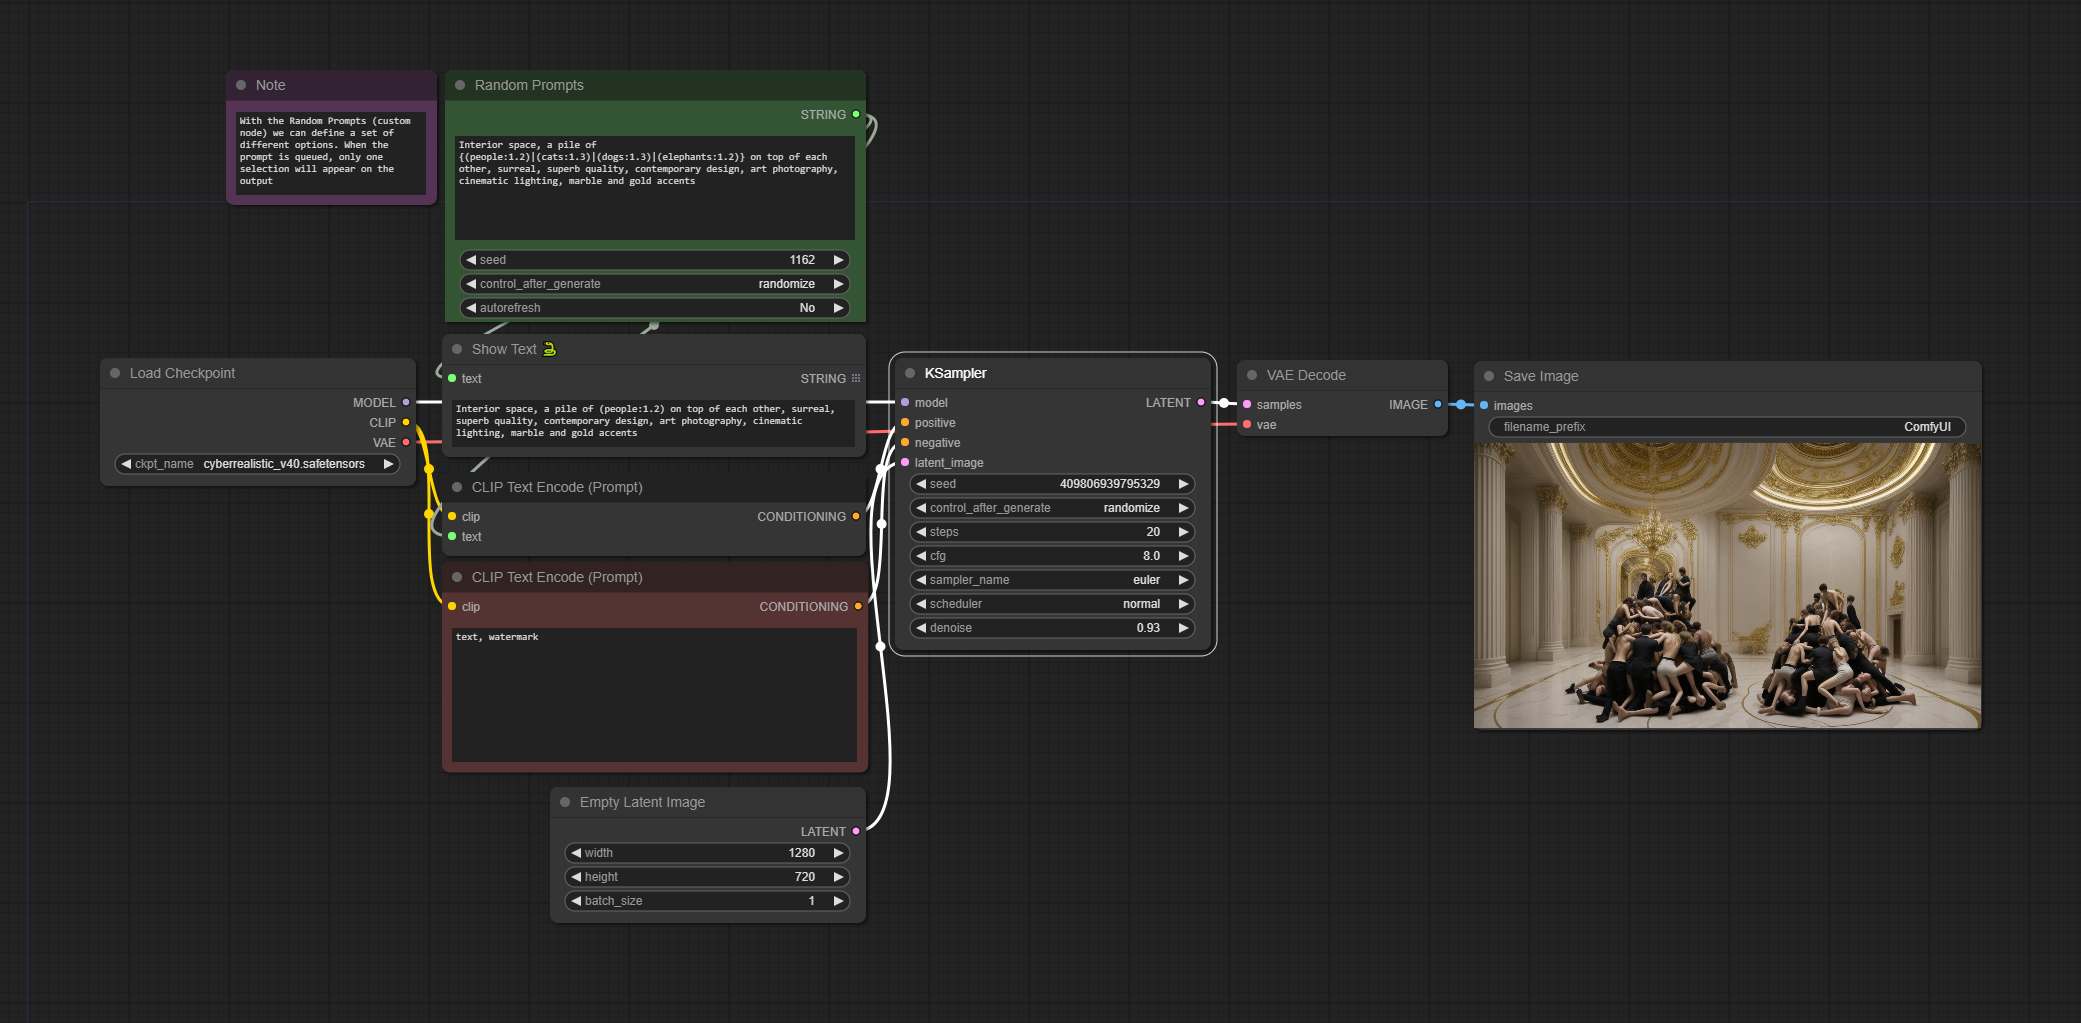 Note
With the Random Prompts (custom
node) we can define a set of
different options. When the
prompt is queued, only one
selection will appear on the
output
Random Prompts
STRING
Interior space, a pile of
{(people:1.2)|(cats:1.3)|(dogs:1.3)|(elephants:1.2)} on top of each
other, surreal, superb quality, contemporary design, art photography,
cinematic lighting, marble and gold accents
seed 1162
control_after_generate randomize
autorefresh No
Load Checkpoint
MODEL
CLIP
VAE
ckpt_name cyberrealistic_v40.safetensors
Show Text 🐍
text STRING
Interior space, a pile of (people:1.2) on top of each other, surreal,
superb quality, contemporary design, art photography, cinematic
lighting, marble and gold accents
CLIP Text Encode (Prompt)
clip CONDITIONING
text
CLIP Text Encode (Prompt)
clip CONDITIONING
text, watermark
Empty Latent Image
LATENT
width 1280
height 720
batch_size 1
KSampler
model LATENT
positive
negative
latent_image
seed 409806939795329
control_after_generate randomize
steps 20
cfg 8.0
sampler_name euler
scheduler normal
denoise 0.93
VAE Decode
samples IMAGE
vae
Save Image
images
filename_prefix ComfyUI